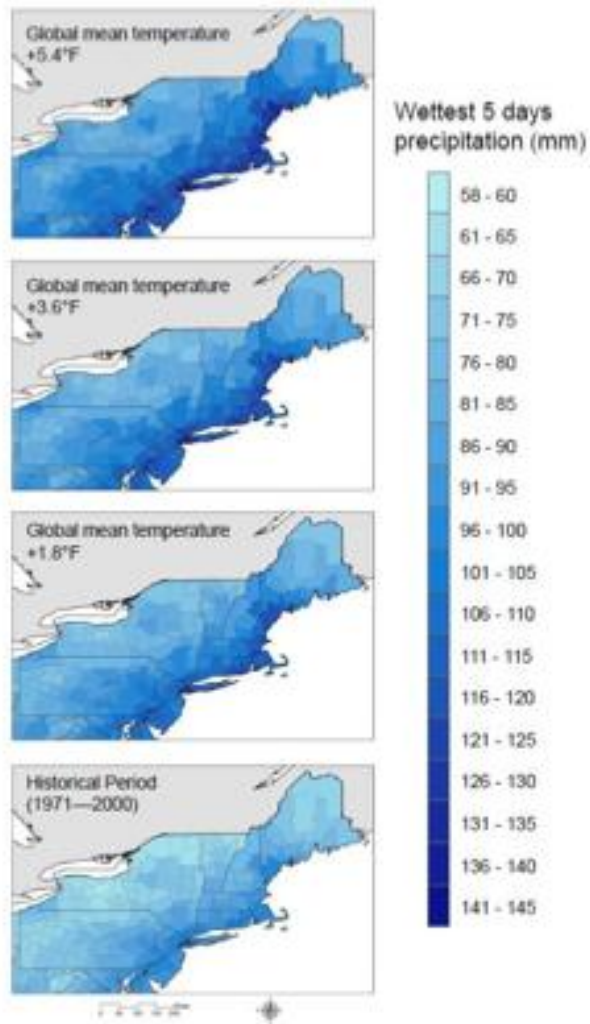 Global mean temperature
+5.4°F
Global mean temperature
+3.6°F
Global mean temperature
+1.8°F
Historical Period
(1971—2000)
Wettest 5 days
precipitation (mm)
58 - 60
61 - 65
66 - 70
71 - 75
76 - 80
81 - 85
86 - 90
91 - 95
96 - 100
101 - 105
106 - 110
111 - 115
116 - 120
121 - 125
126 - 130
131 - 135
136 - 140
141 - 145